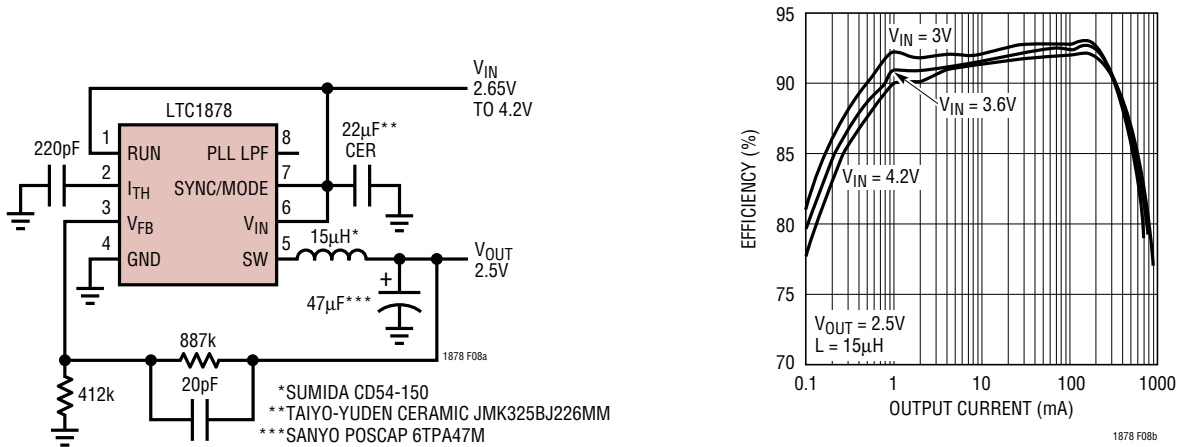 V_IN
2.65V
TO 4.2V
LTC1878
1
RUN
PLL LPF
8
220pF
2
I_TH
SYNC/MODE
7
22µF**
CER
3
V_FB
V_IN
6
4
GND
SW
5
15µH*
V_OUT
2.5V
+
47µF***
887k
1878 F08a
412k
20pF
*SUMIDA CD54-150
**TAIYO-YUDEN CERAMIC JMK325BJ226MM
***SANYO POSCAP 6TPA47M
95
90
85
80
75
70
EFFICIENCY (%)
V_IN = 3V
V_IN = 3.6V
V_IN = 4.2V
V_OUT = 2.5V
L = 15µH
0.1
1
10
100
1000
OUTPUT CURRENT (mA)
1878 F08b